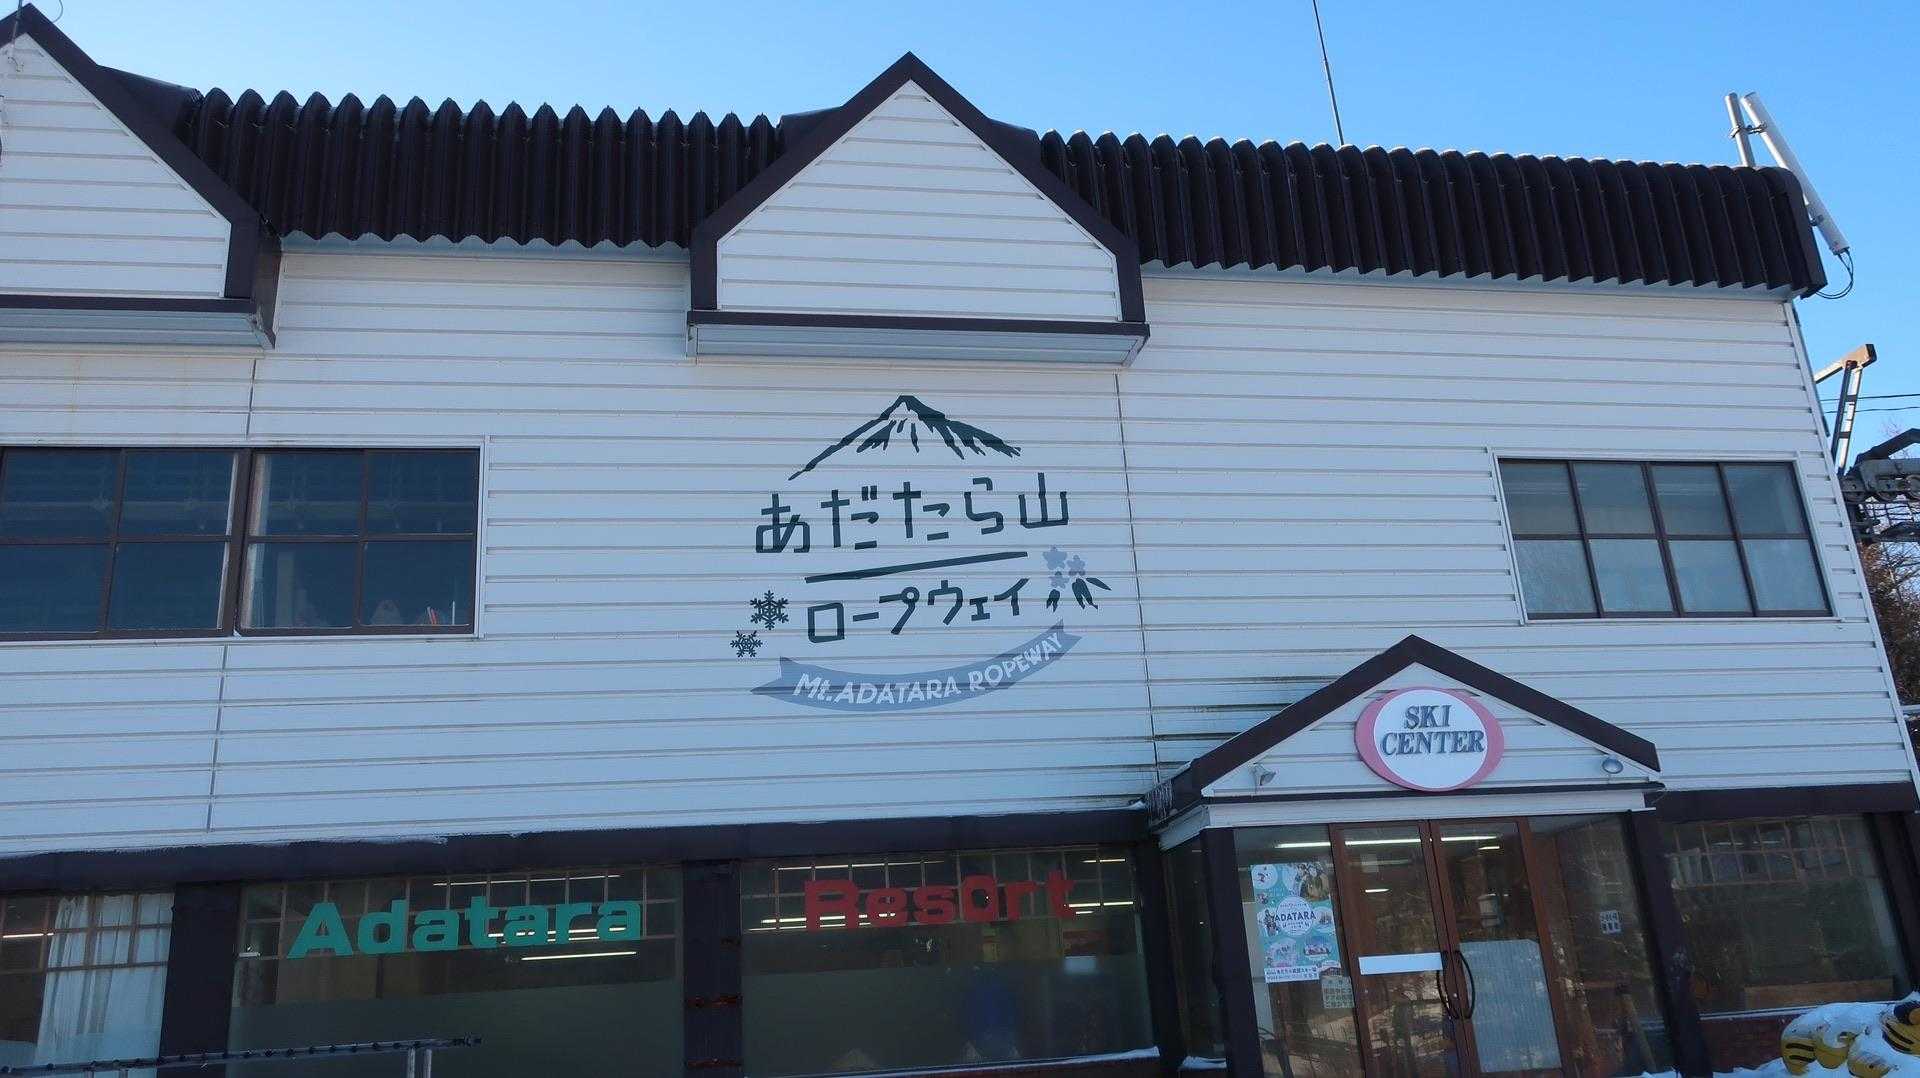 あだたら山
ロープウェイ
Mt.ADATARA ROPEWAY
SKI
CENTER
Adatara
Resort
ADATARA